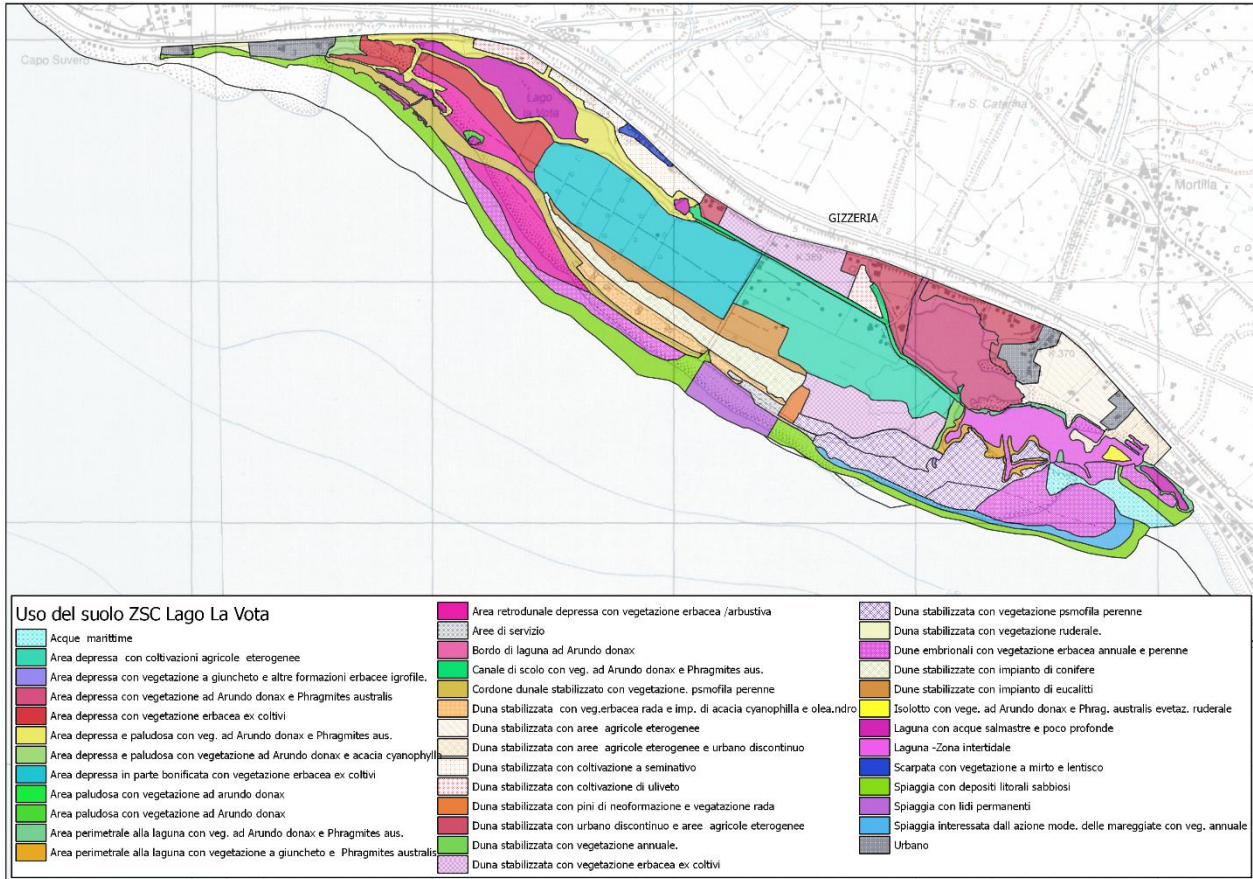 Capo Suvero
Lago
la Vota
T.re S. Caterina
Mortilla
GIZZERIA
K.369
K.370
Uso del suolo ZSC Lago La Vota
Acque marittime
Area depressa con coltivazioni agricole eterogenee
Area depressa con vegetazione a giuncheto e altre formazioni erbacee igrofile.
Area depressa con vegetazione ad Arundo donax e Phragmites australis
Area depressa con vegetazione erbacea ex coltivi
Area depressa e paludosa con veg. ad Arundo donax e Phragmites aus.
Area depressa e paludosa con vegetazione ad Arundo donax e acacia cyanophylla
Area depressa in parte bonificata con vegetazione erbacea ex coltivi
Area paludosa con vegetazione ad arundo donax
Area paludosa con vegetazione ad Arundo donax
Area perimetrale alla laguna con veg. ad Arundo donax e Phragmites aus.
Area perimetrale alla laguna con vegetazione a giuncheto e Phragmites australis
Area retrodunale depressa con vegetazione erbacea /arbustiva
Aree di servizio
Bordo di laguna ad Arundo donax
Canale di scolo con veg. ad Arundo donax e Phragmites aus.
Cordone dunale stabilizzato con vegetazione. psmofila perenne
Duna stabilizzata con veg.erbacea rada e imp. di acacia cyanophilla e olea.ndro
Duna stabilizzata con aree agricole eterogenee
Duna stabilizzata con aree agricole eterogenee e urbano discontinuo
Duna stabilizzata con coltivazione a seminativo
Duna stabilizzata con coltivazione di uliveto
Duna stabilizzata con pini di neoformazione e vegatazione rada
Duna stabilizzata con urbano discontinuo e aree agricole eterogenee
Duna stabilizzata con vegetazione annuale.
Duna stabilizzata con vegetazione erbacea ex coltivi
Duna stabilizzata con vegetazione psmofila perenne
Duna stabilizzata con vegetazione ruderale.
Dune embrionali con vegetazione erbacea annuale e perenne
Dune stabilizzate con impianto di conifere
Dune stabilizzate con impianto di eucalitti
Isolotto con vege. ad Arundo donax e Phrag. australis evetaz. ruderale
Laguna con acque salmastre e poco profonde
Laguna -Zona intertidale
Scarpata con vegetazione a mirto e lentisco
Spiaggia con depositi litorali sabbiosi
Spiaggia con lidi permanenti
Spiaggia interessata dall azione mode. delle mareggiate con veg. annuale
Urbano